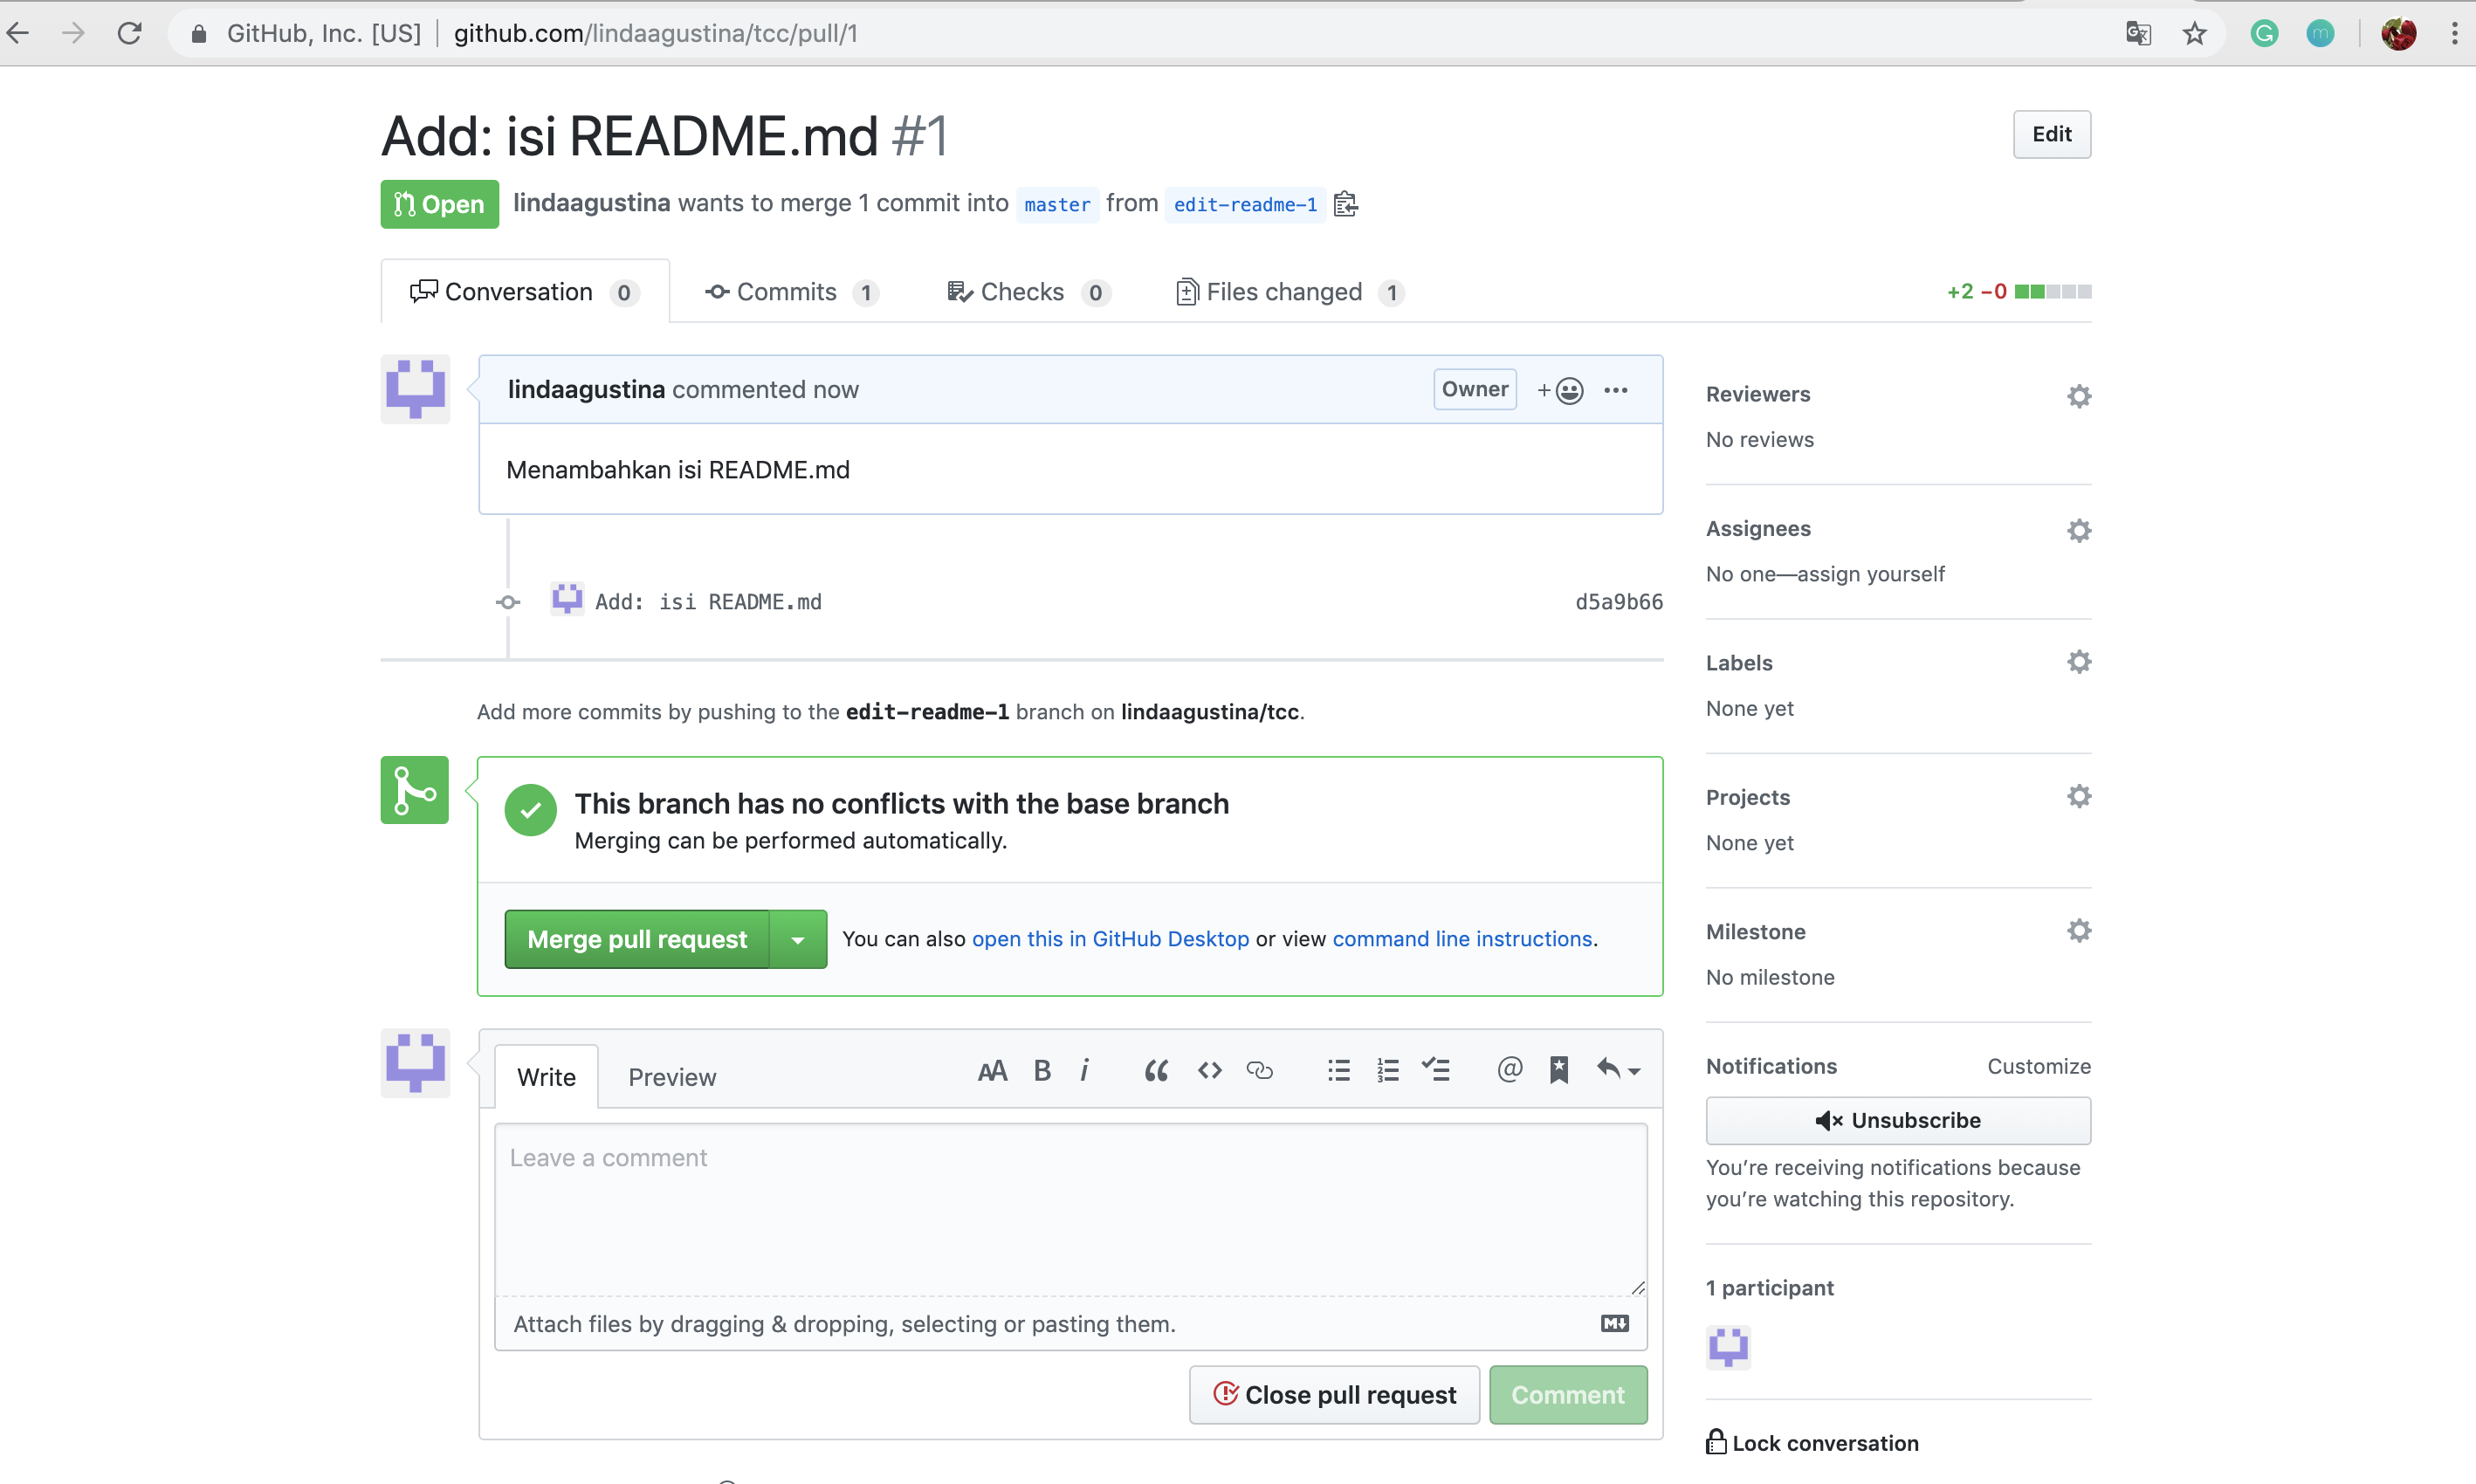 GitHub, Inc. [US] | github.com/lindaagustina/tcc/pull/1
Add: isi README.md #1
Edit
Open lindaagustina wants to merge 1 commit into master from edit-readme-1
Conversation 0 Commits 1 Checks 0 Files changed 1 +2 −0
lindaagustina commented now Owner
Menambahkan isi README.md
Add: isi README.md d5a9b66
Add more commits by pushing to the edit-readme-1 branch on lindaagustina/tcc.
This branch has no conflicts with the base branch
Merging can be performed automatically.
Merge pull request You can also open this in GitHub Desktop or view command line instructions.
Write Preview
Leave a comment
Attach files by dragging & dropping, selecting or pasting them.
Close pull request Comment
Reviewers
No reviews
Assignees
No one—assign yourself
Labels
None yet
Projects
None yet
Milestone
No milestone
Notifications Customize
Unsubscribe
You’re receiving notifications because
you’re watching this repository.
1 participant
Lock conversation